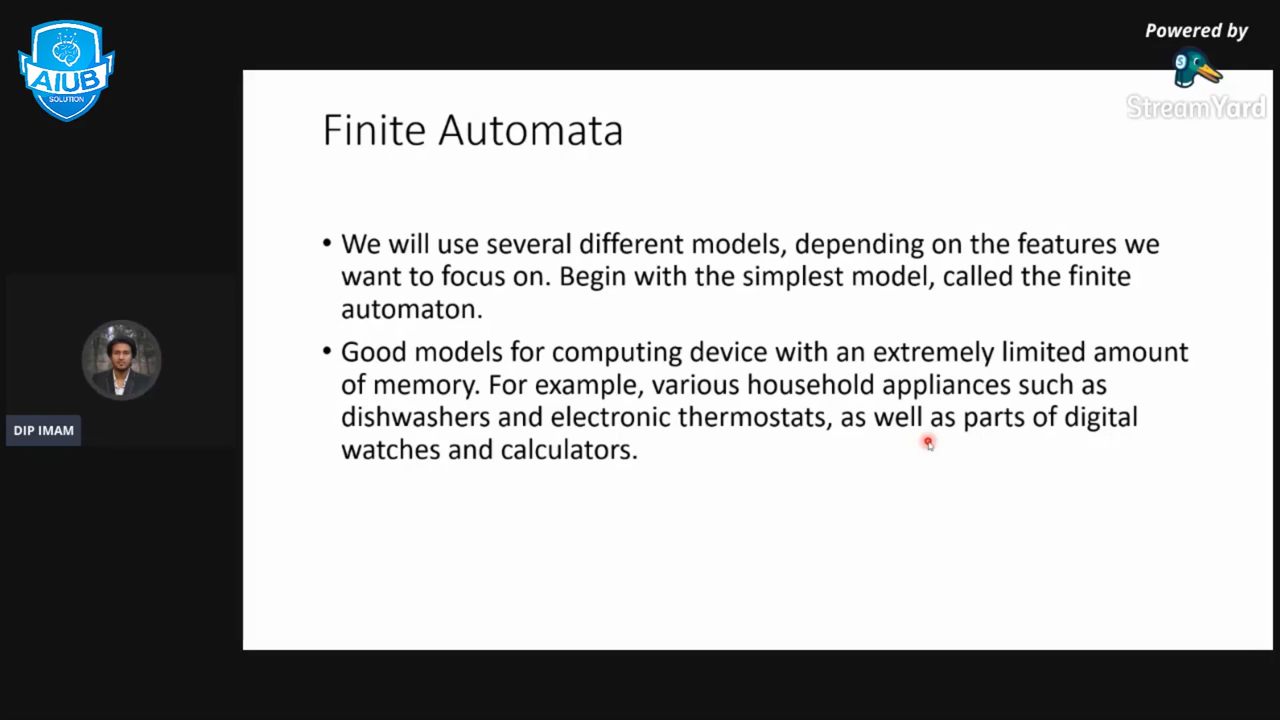 Powered by
StreamYard
AIUB
SOLUTION
Finite Automata
• We will use several different models, depending on the features we
want to focus on. Begin with the simplest model, called the finite
automaton.
• Good models for computing device with an extremely limited amount
of memory. For example, various household appliances such as
dishwashers and electronic thermostats, as well as parts of digital
watches and calculators.
DIP IMAM